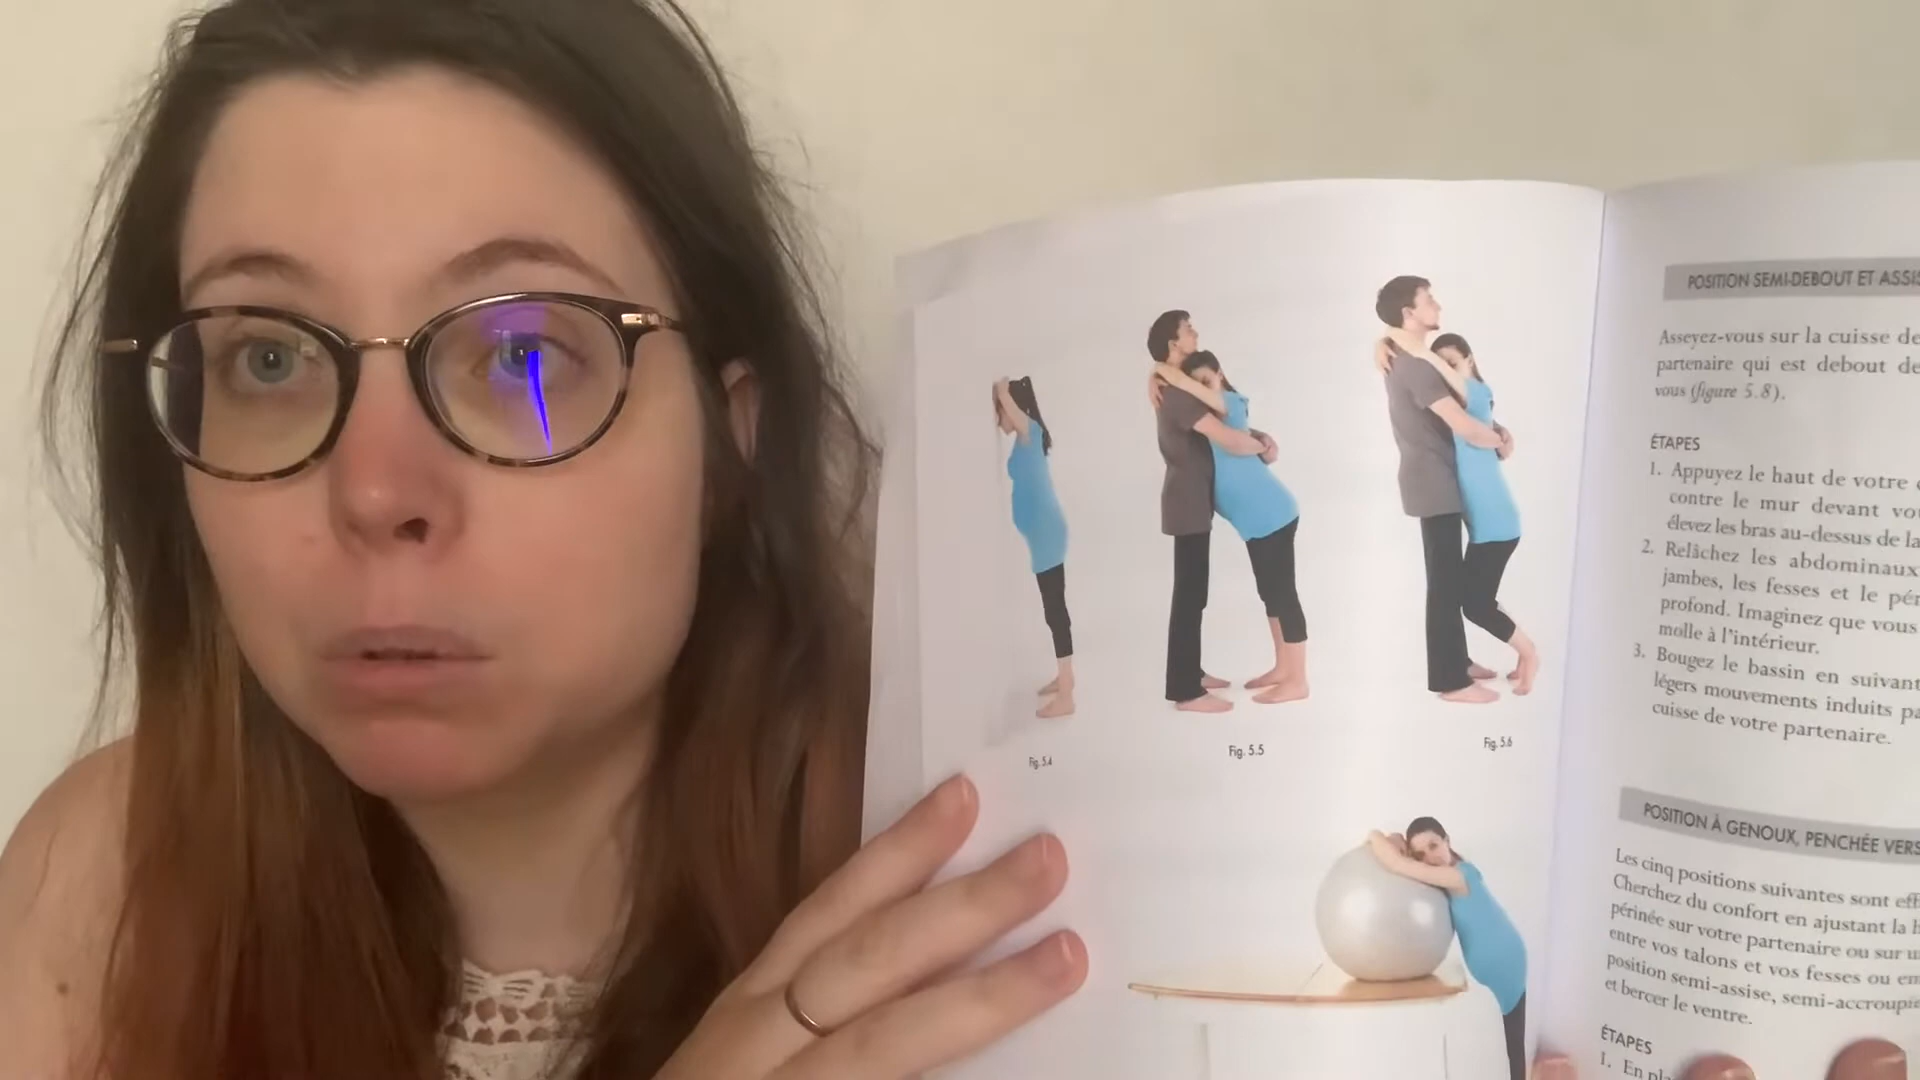 Fig. 5.4
Fig. 5.5
Fig. 5.6
POSITION SEMI-DEBOUT ET ASSIS
Asseyez-vous sur la cuisse de
partenaire qui est debout de
vous (figure 5.8).
ÉTAPES
1. Appuyez le haut de votre
contre le mur devant vo
élevez les bras au-dessus de la
2. Relâchez les abdominaux
jambes, les fesses et le pér
profond. Imaginez que vous
molle à l'intérieur.
3. Bougez le bassin en suivant
légers mouvements induits pa
cuisse de votre partenaire.
POSITION À GENOUX, PENCHÉE VERS
Les cinq positions suivantes sont eff
Cherchez du confort en ajustant la h
périnée sur votre partenaire ou sur u
entre vos talons et vos fesses ou en
position semi-assise, semi-accroupie
et bercer le ventre.
ÉTAPES
1. En pla